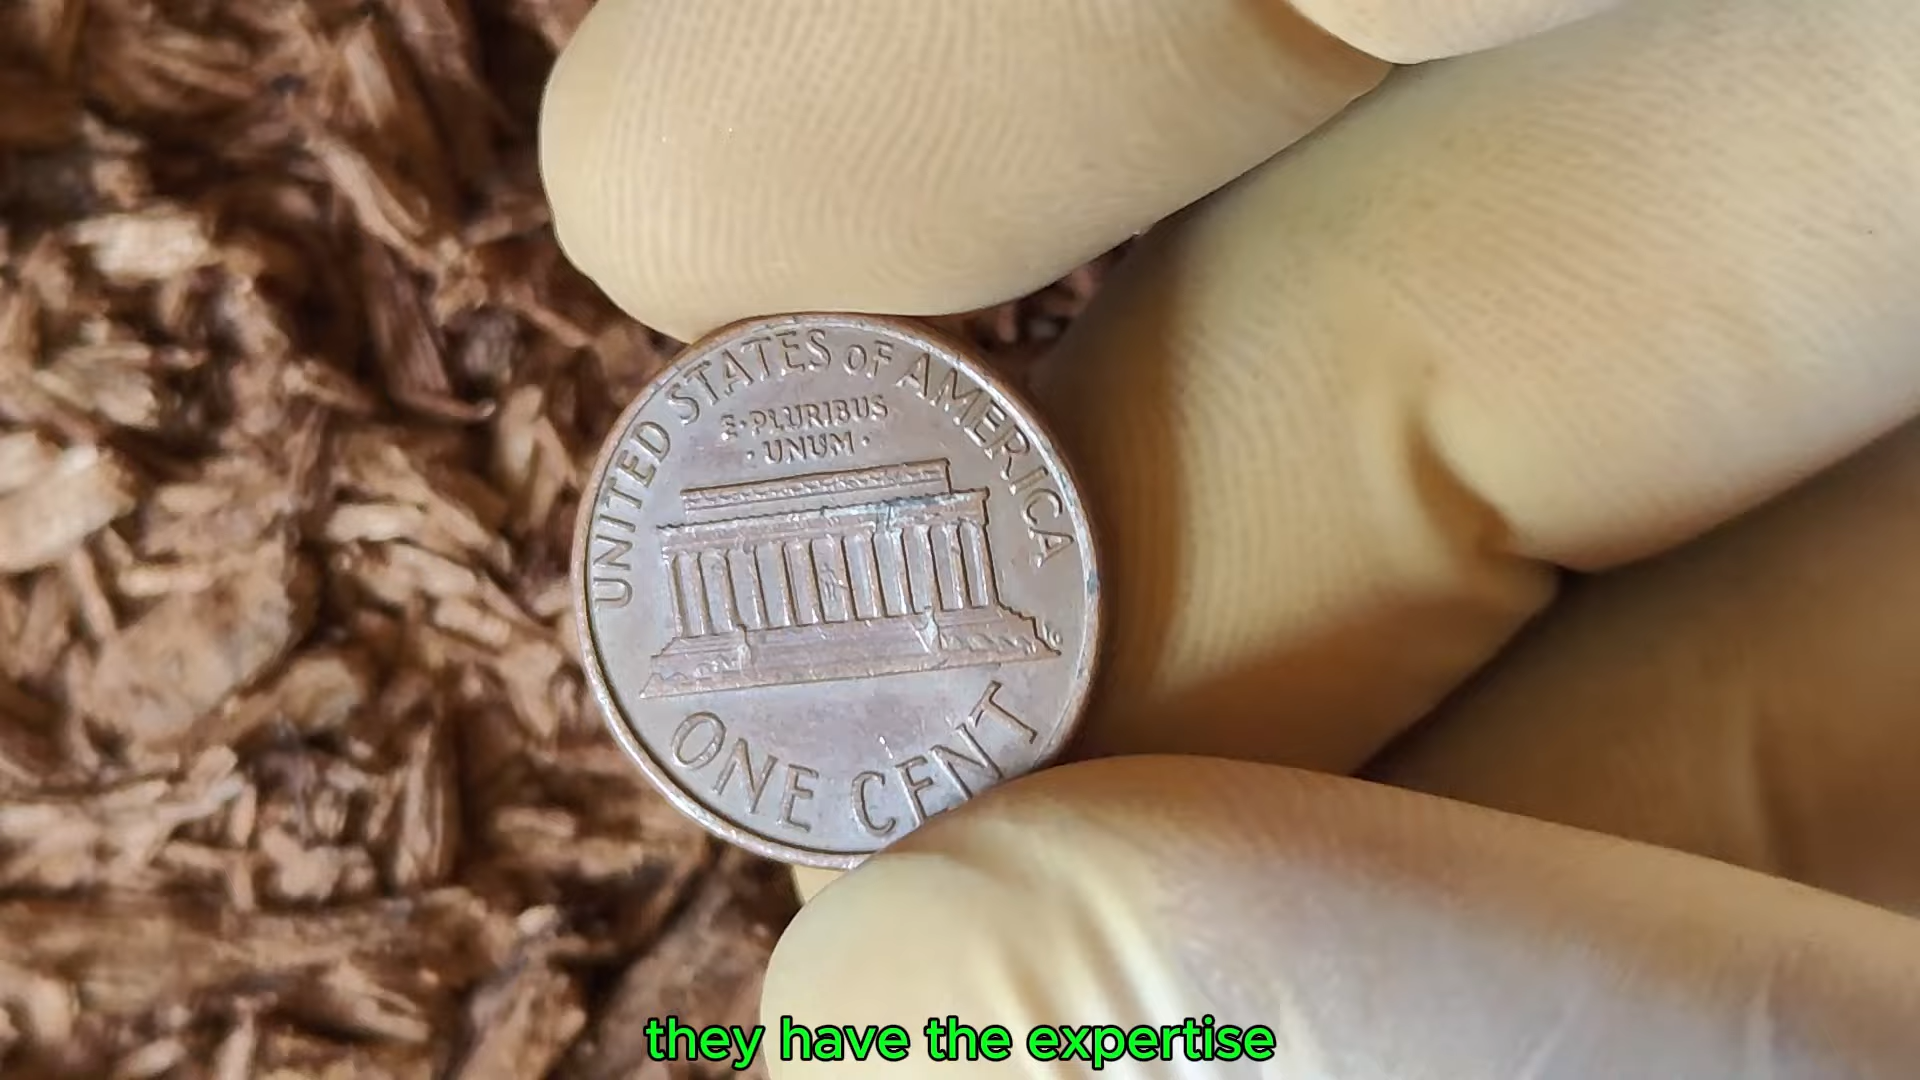 UNITED STATES OF AMERICA
E·PLURIBUS
·UNUM·
ONE CENT
they have the expertise